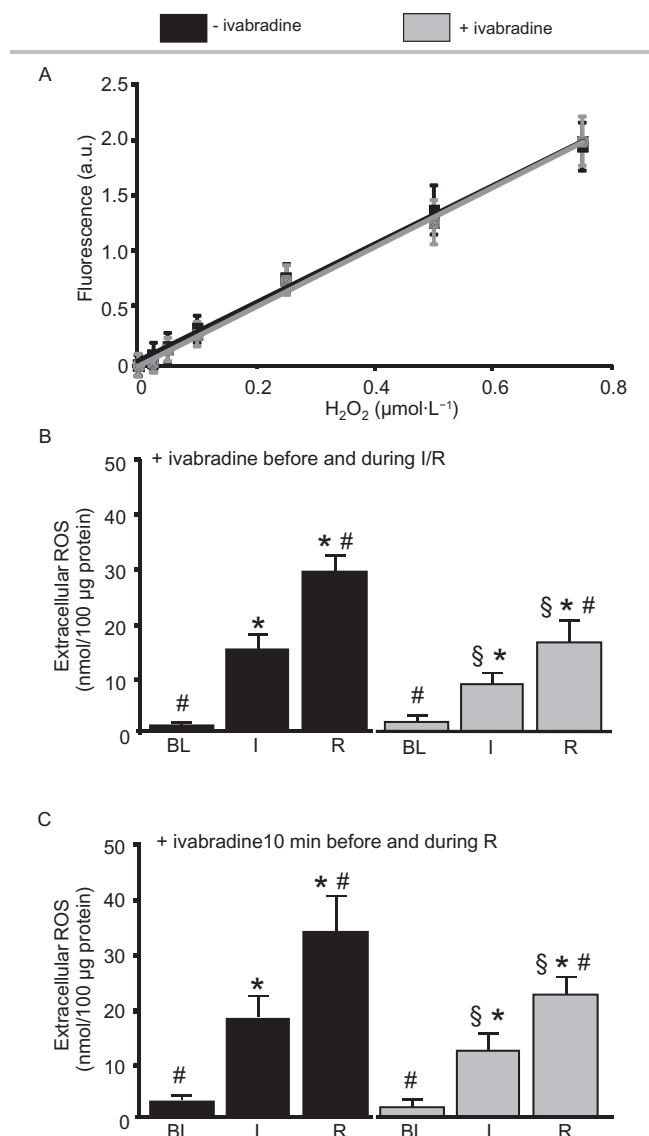 - ivabradine + ivabradine
A
Fluorescence (a.u.)
2.5
2.0
1.5
1.0
0.5
0
0 0.2 0.4 0.6 0.8
H₂O₂ (µmol·L⁻¹)
B
+ ivabradine before and during I/R
Extracellular ROS
(nmol/100 µg protein)
50
40
30
20
10
0
#
*
* #
#
§ *
§ * #
BL I R BL I R
C
+ ivabradine10 min before and during R
Extracellular ROS
(nmol/100 µg protein)
50
40
30
20
10
0
#
*
* #
#
§ *
§ * #
BL I R BL I R